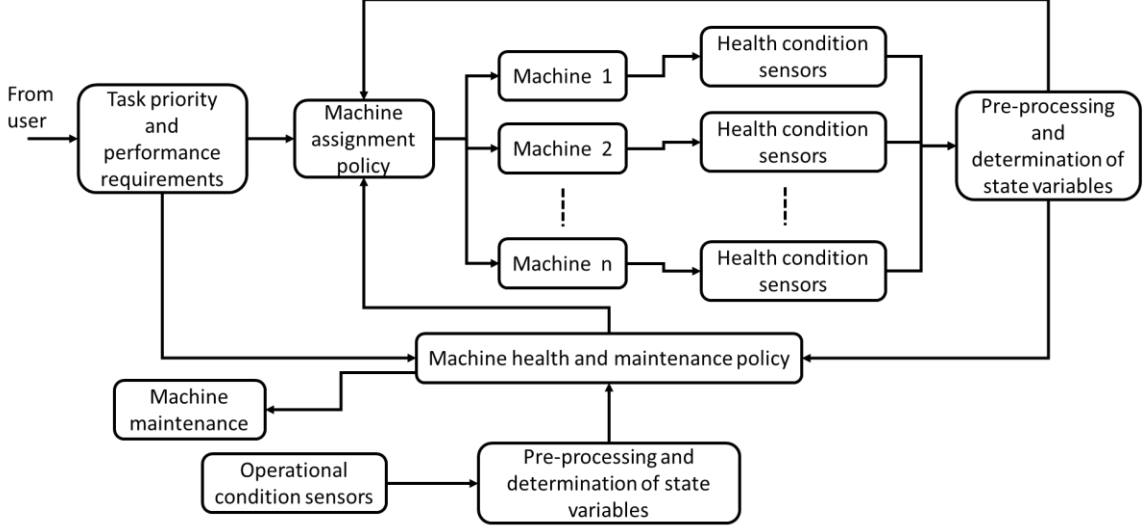 From
user
Task priority
and
performance
requirements
Machine
assignment
policy
Machine 1
Machine 2
Machine n
Health condition
sensors
Health condition
sensors
Health condition
sensors
Pre-processing
and
determination of
state variables
Machine health and maintenance policy
Machine
maintenance
Operational
condition sensors
Pre-processing and
determination of state
variables